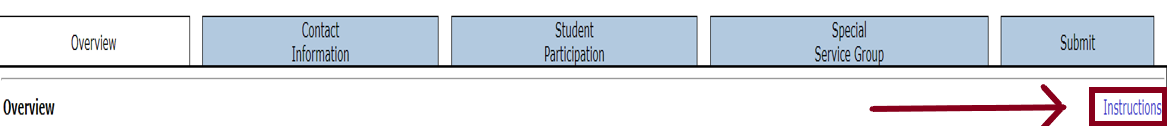 Overview
Contact
Information
Student
Participation
Special
Service Group
Submit
Overview
Instructions